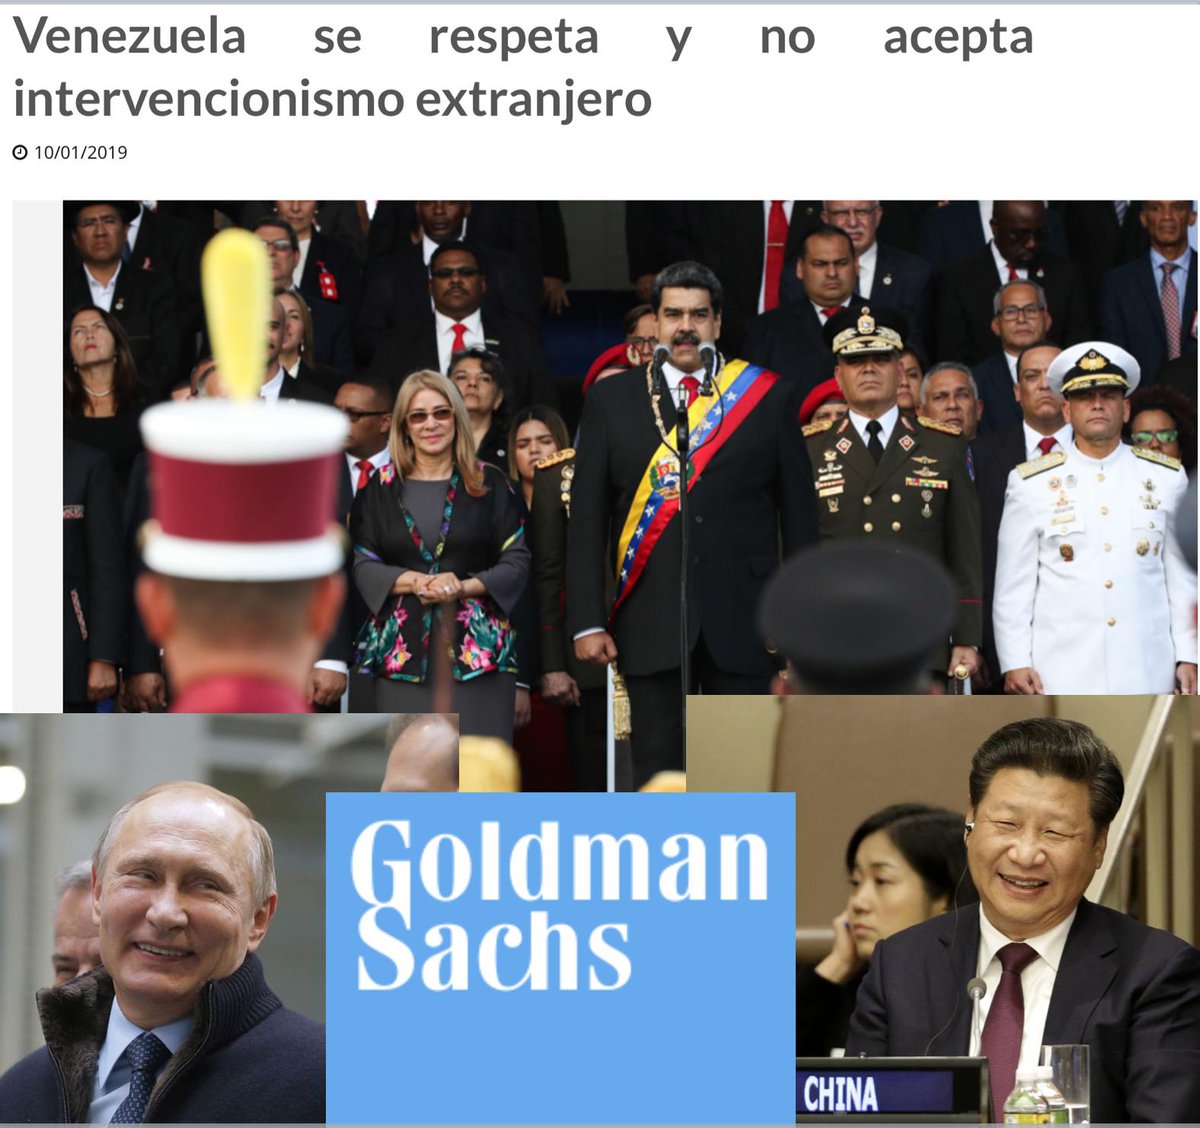 Venezuela se respeta y no acepta
intervencionismo extranjero
10/01/2019
Goldman
Sachs
CHINA